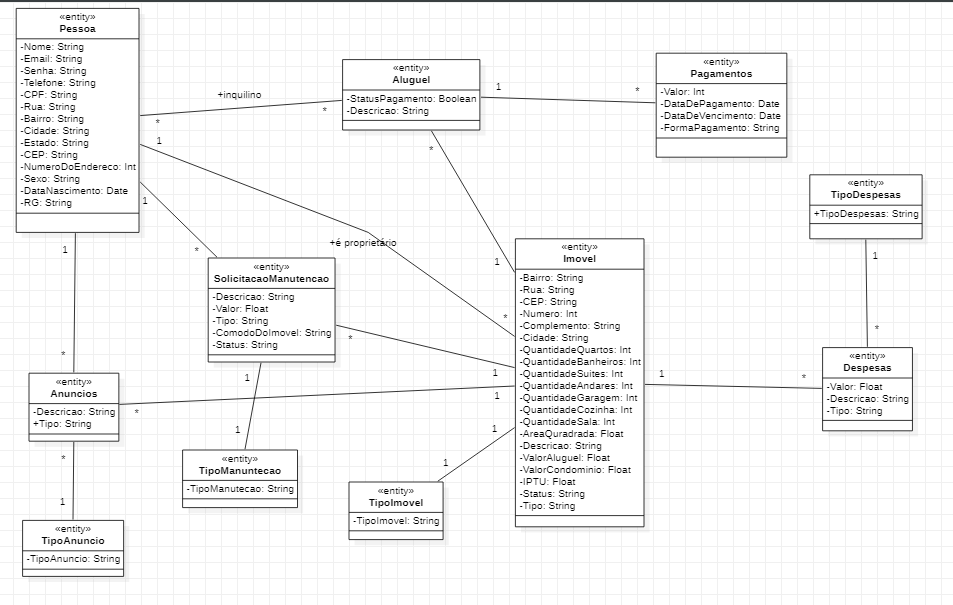 «entity»
Pessoa
-Nome: String
-Email: String
-Senha: String
-Telefone: String
-CPF: String
-Rua: String
-Bairro: String
-Cidade: String
-Estado: String
-CEP: String
-NumeroDoEndereco: Int
-Sexo: String
-DataNascimento: Date
-RG: String
+inquilino
*
*
«entity»
Aluguel
-StatusPagamento: Boolean
-Descricao: String
1
*
«entity»
Pagamentos
-Valor: Int
-DataDePagamento: Date
-DataDeVencimento: Date
-FormaPagamento: String
1
+é proprietário
*
*
1
1
*
«entity»
TipoDespesas
+TipoDespesas: String
1
*
«entity»
SolicitacaoManutencao
-Descricao: String
-Valor: Float
-Tipo: String
-ComodoDoImovel: String
-Status: String
*
1
«entity»
Imovel
-Bairro: String
-Rua: String
-CEP: String
-Numero: Int
-Complemento: String
-Cidade: String
-QuantidadeQuartos: Int
-QuantidadeBanheiros: Int
-QuantidadeSuites: Int
-QuantidadeAndares: Int
-QuantidadeGaragem: Int
-QuantidadeCozinha: Int
-QuantidadeSala: Int
-AreaQuradrada: Float
-Descricao: String
-ValorAluguel: Float
-ValorCondominio: Float
-IPTU: Float
-Status: String
-Tipo: String
1
*
«entity»
Despesas
-Valor: Float
-Descricao: String
-Tipo: String
1
*
«entity»
Anuncios
-Descricao: String
+Tipo: String
*
1
1
1
«entity»
TipoManuntecao
-TipoManutecao: String
1
1
«entity»
TipoImovel
-TipoImovel: String
*
1
«entity»
TipoAnuncio
-TipoAnuncio: String